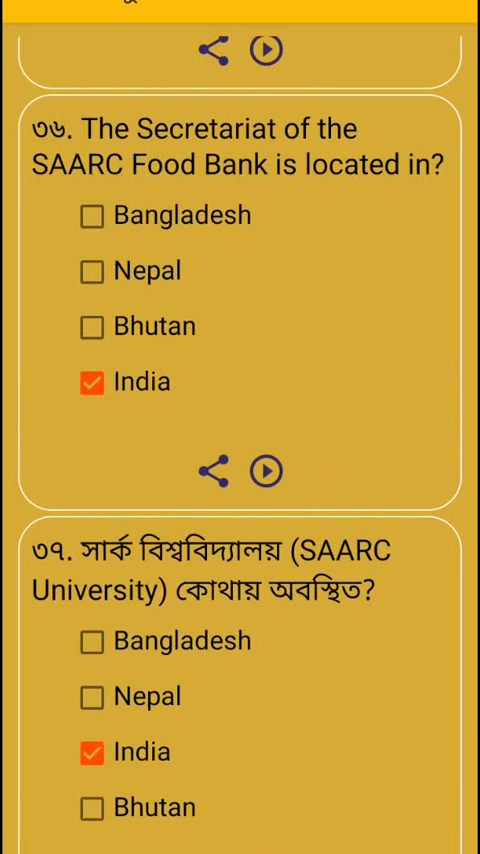 ৩৬. The Secretariat of the
SAARC Food Bank is located in?
Bangladesh
Nepal
Bhutan
India
৩৭. সার্ক বিশ্ববিদ্যালয় (SAARC
University) কোথায় অবস্থিত?
Bangladesh
Nepal
India
Bhutan